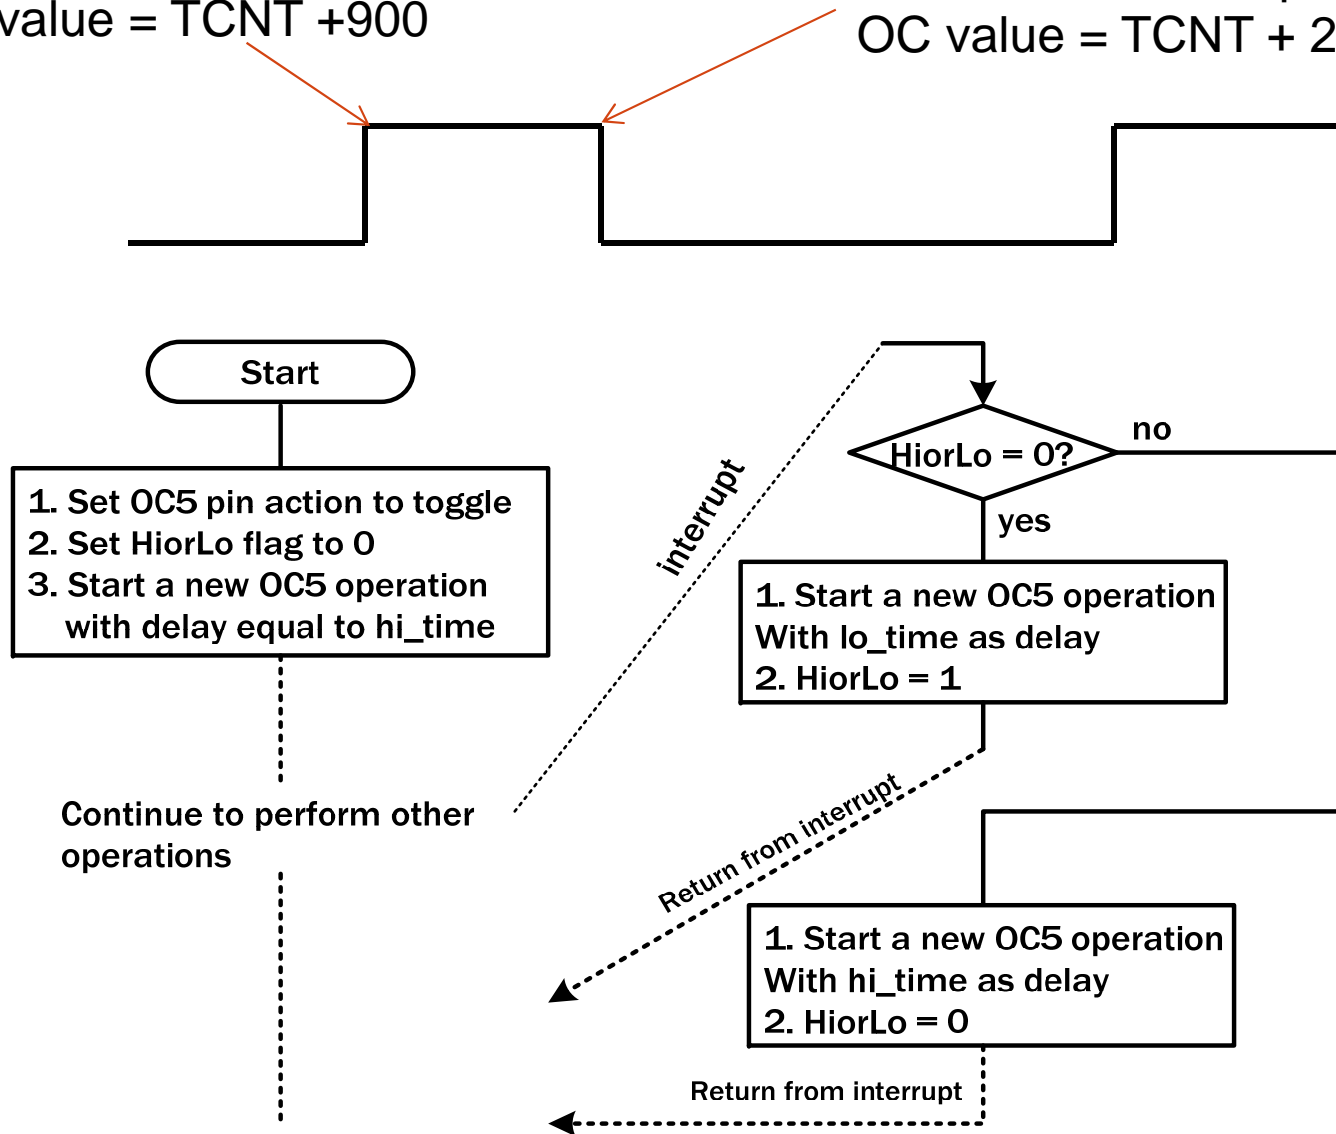 value = TCNT +900
OC value = TCNT + 2
Start
1. Set OC5 pin action to toggle
2. Set HiorLo flag to 0
3. Start a new OC5 operation
with delay equal to hi_time
Continue to perform other
operations
interrupt
HiorLo = 0?
no
yes
1. Start a new OC5 operation
With lo_time as delay
2. HiorLo = 1
Return from interrupt
1. Start a new OC5 operation
With hi_time as delay
2. HiorLo = 0
Return from interrupt